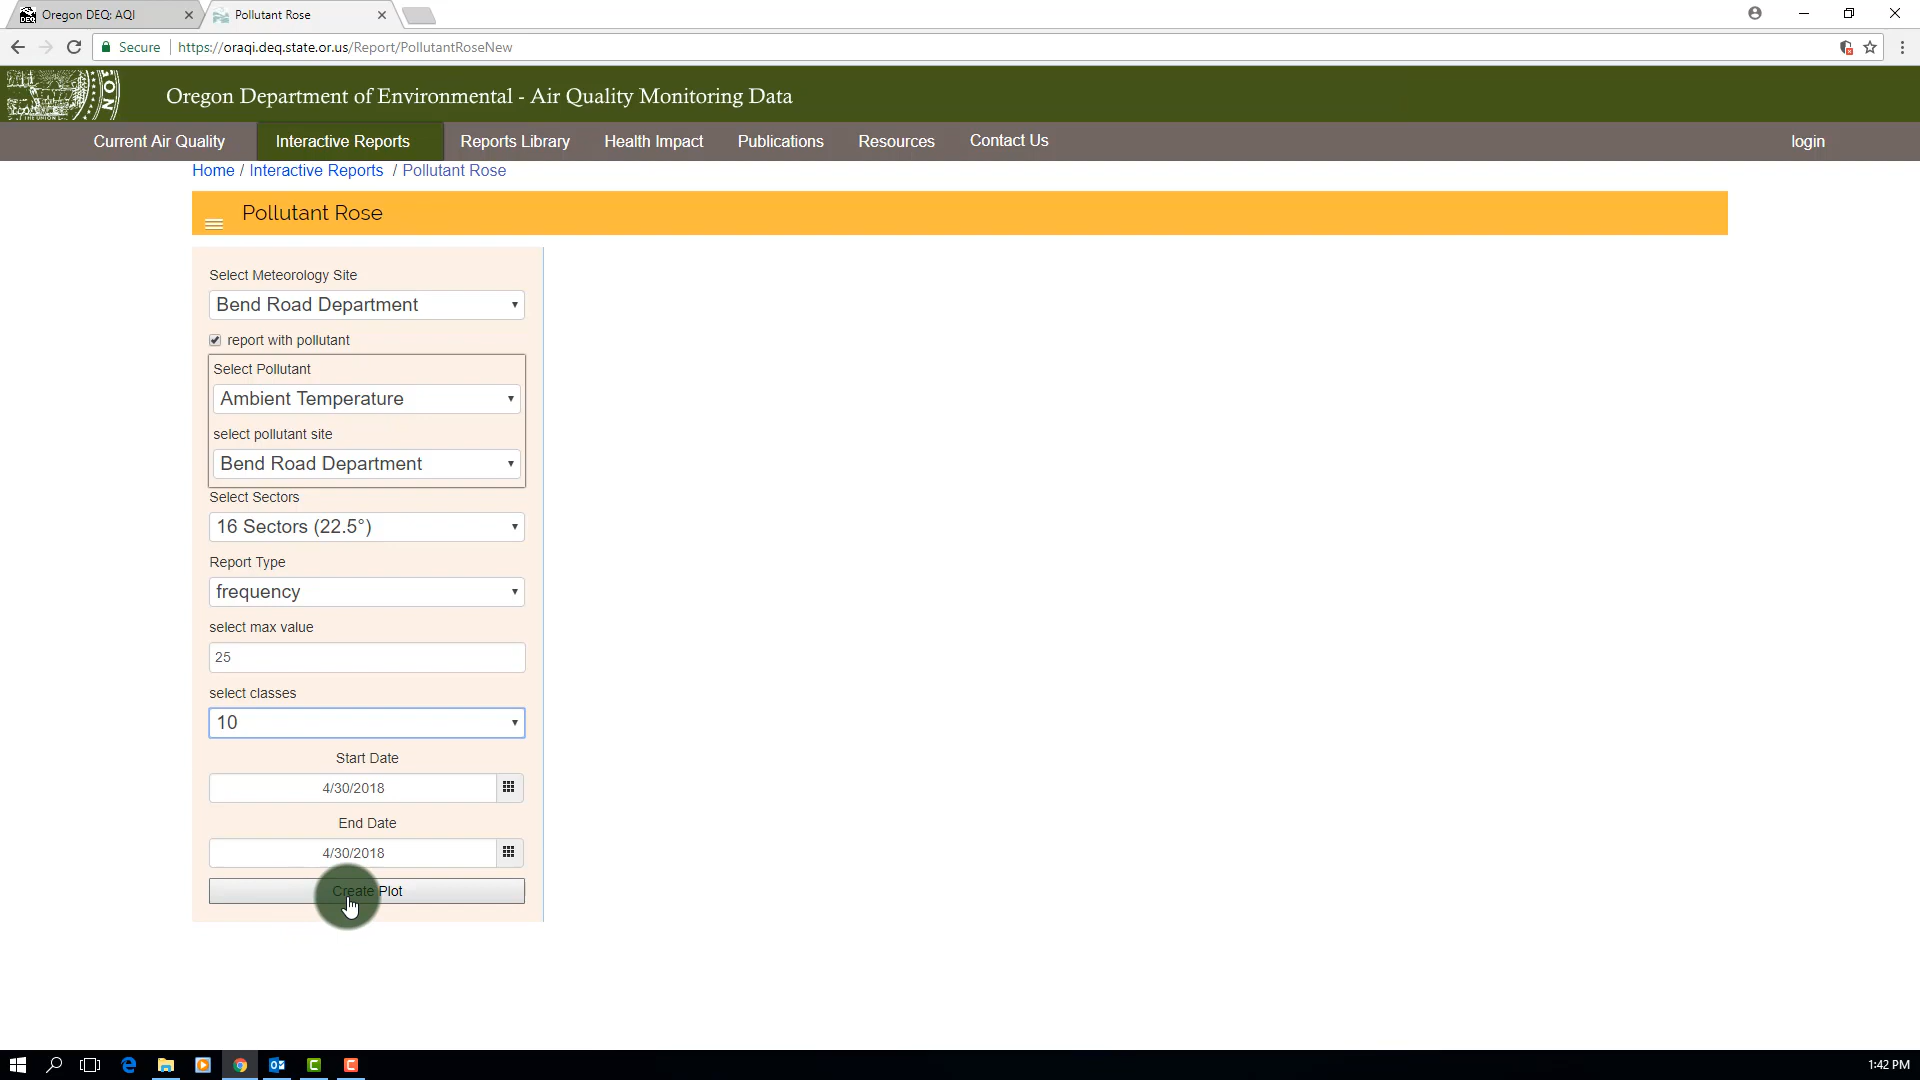 Oregon DEQ: AQI
Pollutant Rose
Secure https://oraqi.deq.state.or.us/Report/PollutantRoseNew
Oregon Department of Environmental - Air Quality Monitoring Data
Current Air Quality Interactive Reports Reports Library Health Impact Publications Resources Contact Us login
Home / Interactive Reports / Pollutant Rose
Pollutant Rose
Select Meteorology Site
Bend Road Department
report with pollutant
Select Pollutant
Ambient Temperature
select pollutant site
Bend Road Department
Select Sectors
16 Sectors (22.5°)
Report Type
frequency
select max value
25
select classes
10
Start Date
4/30/2018
End Date
4/30/2018
Create Plot
1:42 PM